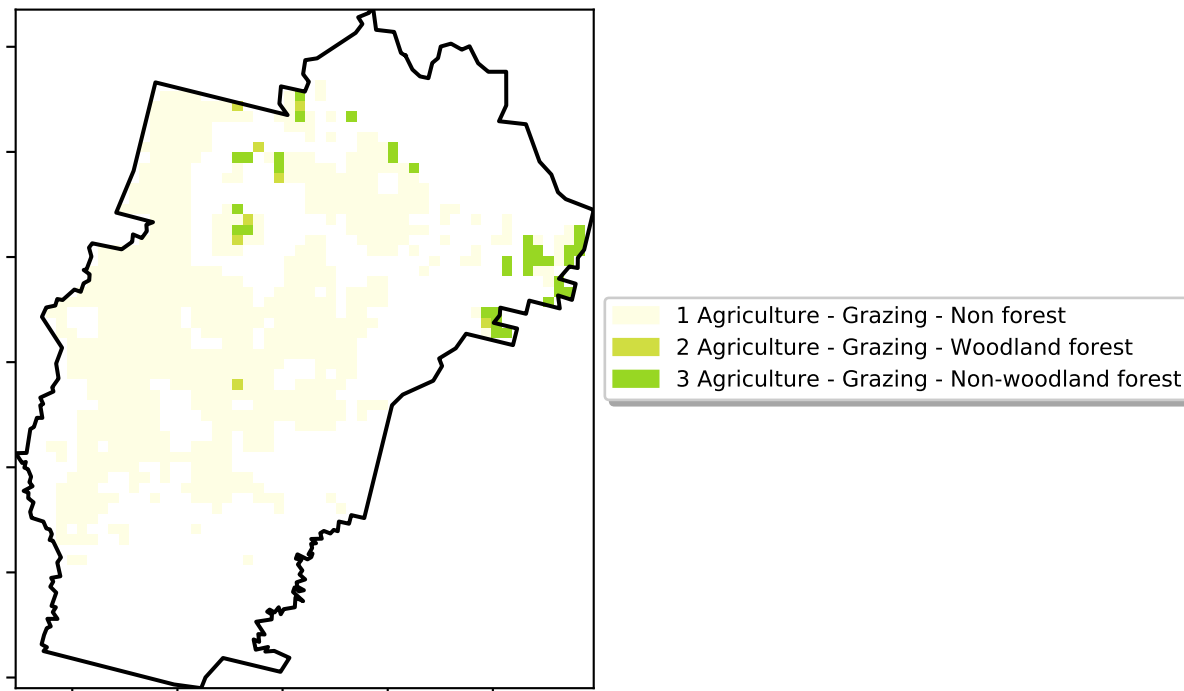 1 Agriculture - Grazing - Non forest
2 Agriculture - Grazing - Woodland forest
3 Agriculture - Grazing - Non-woodland forest